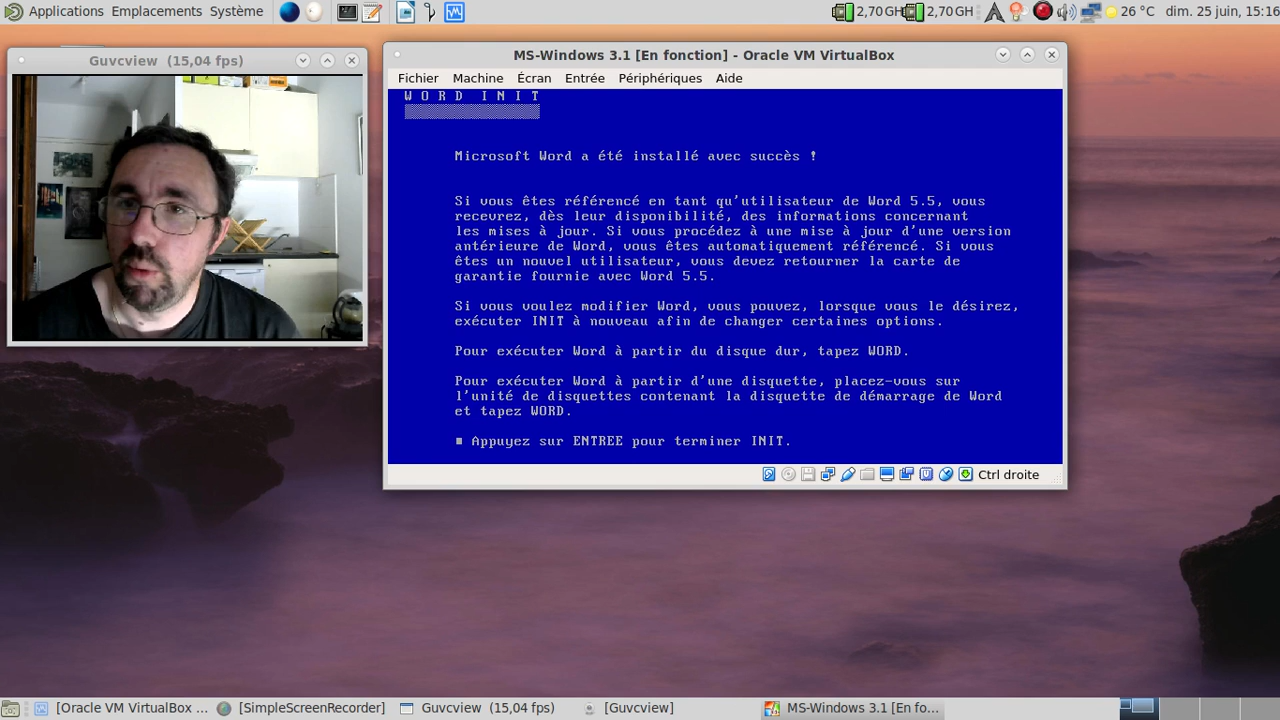 Applications Emplacements Système
2,70 GH 2,70 GH
26 °C dim. 25 juin, 15:16
Guvcview (15,04 fps)
MS-Windows 3.1 [En fonction] - Oracle VM VirtualBox
Fichier Machine Écran Entrée Périphériques Aide
WORD INIT
Microsoft Word a été installé avec succès !
Si vous êtes référencé en tant qu'utilisateur de Word 5.5, vous
recevrez, dès leur disponibilité, des informations concernant
les mises à jour. Si vous procédez à une mise à jour d'une version
antérieure de Word, vous êtes automatiquement référencé. Si vous
êtes un nouvel utilisateur, vous devez retourner la carte de
garantie fournie avec Word 5.5.
Si vous voulez modifier Word, vous pouvez, lorsque vous le désirez,
exécuter INIT à nouveau afin de changer certaines options.
Pour exécuter Word à partir du disque dur, tapez WORD.
Pour exécuter Word à partir d'une disquette, placez-vous sur
l'unité de disquettes contenant la disquette de démarrage de Word
et tapez WORD.
Appuyez sur ENTREE pour terminer INIT.
Ctrl droite
[Oracle VM VirtualBox ... [SimpleScreenRecorder] Guvcview (15,04 fps) [Guvcview] MS-Windows 3.1 [En fo...